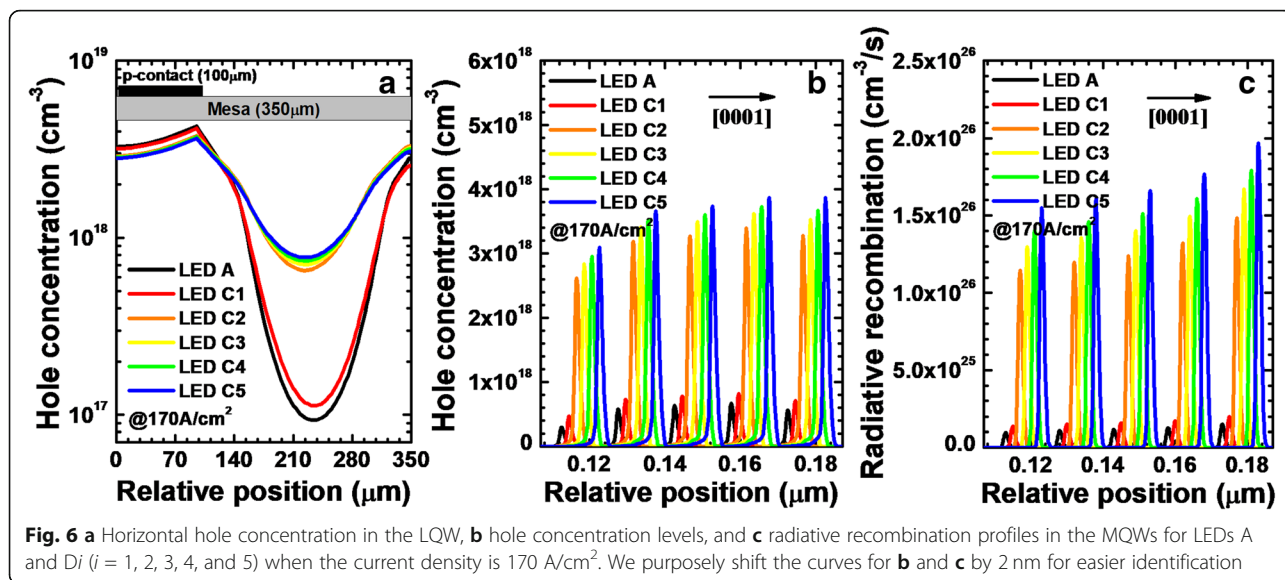 10¹⁹
10¹⁸
10¹⁷
Hole concentration (cm⁻³)
p-contact (100μm)
a
Mesa (350μm)
LED A
LED C1
LED C2
LED C3
LED C4
LED C5
@170A/cm²
0 70 140 210 280 350
Relative position (μm)
6x10¹⁸
5x10¹⁸
4x10¹⁸
3x10¹⁸
2x10¹⁸
1x10¹⁸
0
Hole concentration (cm⁻³)
b
LED A
LED C1
LED C2
LED C3
LED C4
LED C5
[0001]
@170A/cm²
0.12 0.14 0.16 0.18
Relative position (μm)
2.5x10²⁶
2.0x10²⁶
1.5x10²⁶
1.0x10²⁶
5.0x10²⁵
0.0
Radiative recombination (cm⁻³/s)
c
LED A
LED C1
LED C2
LED C3
LED C4
LED C5
[0001]
@170A/cm²
0.12 0.14 0.16 0.18
Relative position (μm)
Fig. 6 a Horizontal hole concentration in the LQW, b hole concentration levels, and c radiative recombination profiles in the MQWs for LEDs A
and Di (i = 1, 2, 3, 4, and 5) when the current density is 170 A/cm². We purposely shift the curves for b and c by 2 nm for easier identification